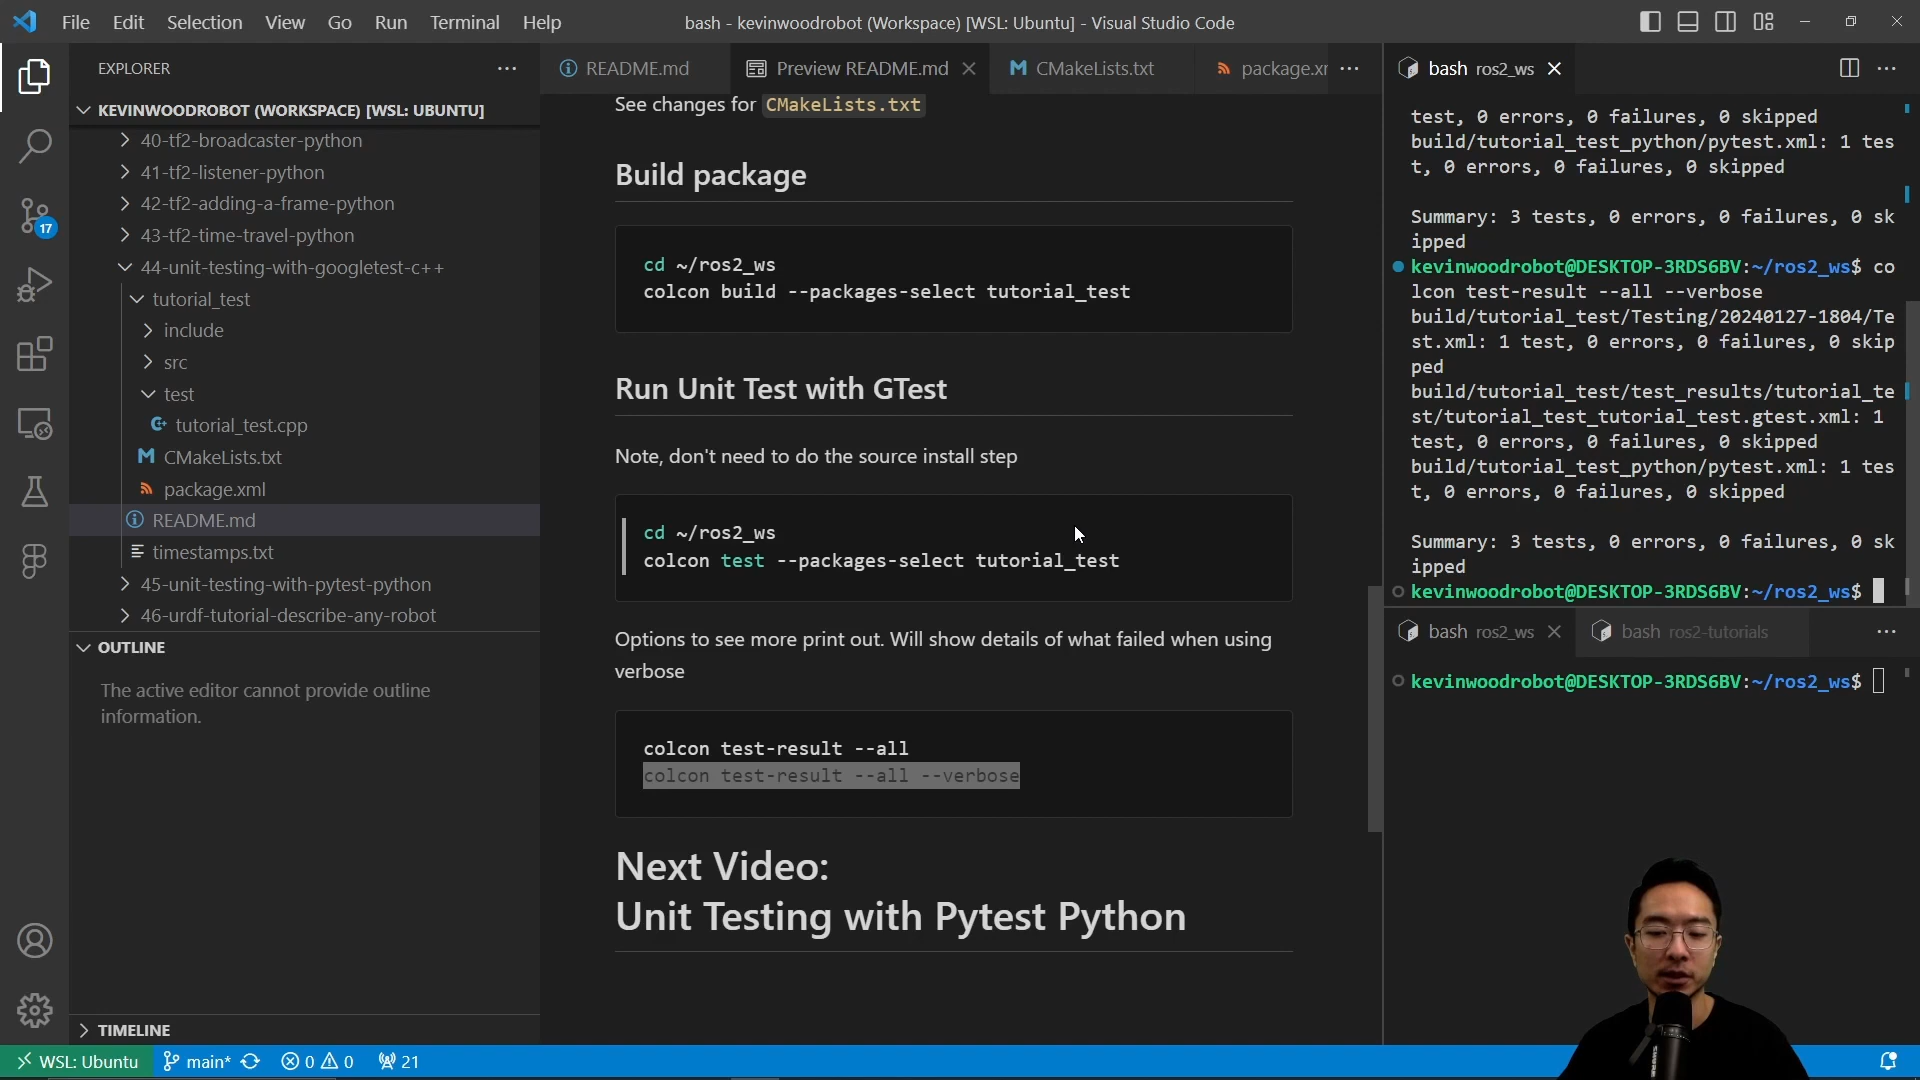 File Edit Selection View Go Run Terminal Help
bash - kevinwoodrobot (Workspace) [WSL: Ubuntu] - Visual Studio Code
EXPLORER
KEVINWOODROBOT (WORKSPACE) [WSL: UBUNTU]
40-tf2-broadcaster-python
41-tf2-listener-python
42-tf2-adding-a-frame-python
43-tf2-time-travel-python
44-unit-testing-with-googletest-c++
tutorial_test
include
src
test
tutorial_test.cpp
CMakeLists.txt
package.xml
README.md
timestamps.txt
45-unit-testing-with-pytest-python
46-urdf-tutorial-describe-any-robot
OUTLINE
The active editor cannot provide outline
information.
TIMELINE
17
README.md
Preview README.md
CMakeLists.txt
package.xr
See changes for CMakeLists.txt
Build package
cd ~/ros2_ws
colcon build --packages-select tutorial_test
Run Unit Test with GTest
Note, don't need to do the source install step
cd ~/ros2_ws
colcon test --packages-select tutorial_test
Options to see more print out. Will show details of what failed when using
verbose
colcon test-result --all
colcon test-result --all --verbose
Next Video:
Unit Testing with Pytest Python
bash ros2_ws
test, 0 errors, 0 failures, 0 skipped
build/tutorial_test_python/pytest.xml: 1 tes
t, 0 errors, 0 failures, 0 skipped
Summary: 3 tests, 0 errors, 0 failures, 0 sk
ipped
kevinwoodrobot@DESKTOP-3RDS6BV:~/ros2_ws$ co
lcon test-result --all --verbose
build/tutorial_test/Testing/20240127-1804/Te
st.xml: 1 test, 0 errors, 0 failures, 0 skip
ped
build/tutorial_test/test_results/tutorial_te
st/tutorial_test_tutorial_test.gtest.xml: 1
test, 0 errors, 0 failures, 0 skipped
build/tutorial_test_python/pytest.xml: 1 tes
t, 0 errors, 0 failures, 0 skipped
Summary: 3 tests, 0 errors, 0 failures, 0 sk
ipped
kevinwoodrobot@DESKTOP-3RDS6BV:~/ros2_ws$
bash ros2_ws
bash ros2-tutorials
kevinwoodrobot@DESKTOP-3RDS6BV:~/ros2_ws$
WSL: Ubuntu
main*
0
0
21